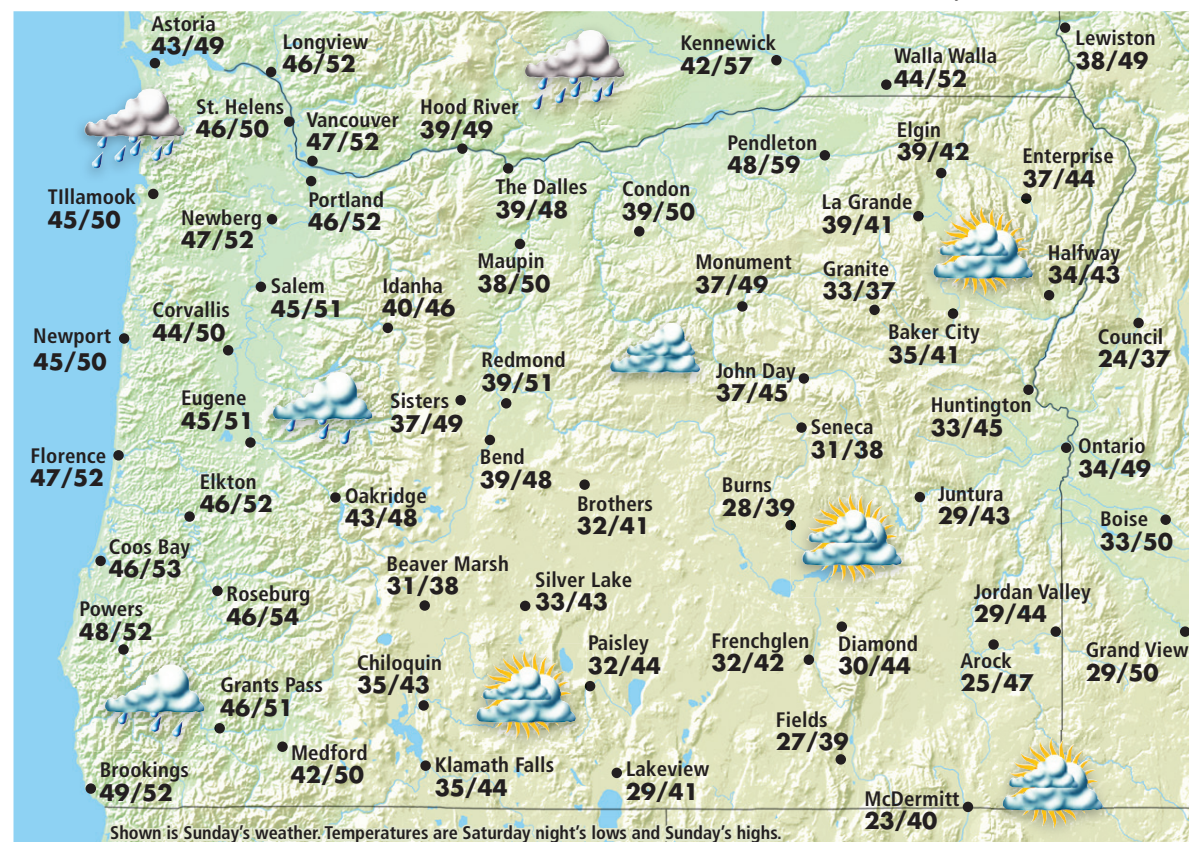 Astoria
43/49
Longview
46/52
Kennewick
42/57
Walla Walla
44/52
Lewiston
38/49
St. Helens
46/50
Vancouver
47/52
Hood River
39/49
Pendleton
48/59
Elgin
39/42
Enterprise
37/44
TIllamook
45/50
Portland
46/52
Newberg
47/52
The Dalles
39/48
Condon
39/50
La Grande
39/41
Maupin
38/50
Monument
37/49
Granite
33/37
Halfway
34/43
Salem
45/51
Idanha
40/46
Corvallis
44/50
Newport
45/50
Baker City
35/41
Council
24/37
Redmond
39/51
John Day
37/45
Eugene
45/51
Sisters
37/49
Huntington
33/45
Seneca
31/38
Florence
47/52
Bend
39/48
Ontario
34/49
Elkton
46/52
Oakridge
43/48
Brothers
32/41
Burns
28/39
Juntura
29/43
Boise
33/50
Coos Bay
46/53
Beaver Marsh
31/38
Silver Lake
33/43
Roseburg
46/54
Jordan Valley
29/44
Powers
48/52
Paisley
32/44
Frenchglen
32/42
Diamond
30/44
Arock
25/47
Grand View
29/50
Chiloquin
35/43
Grants Pass
46/51
Fields
27/39
Medford
42/50
Klamath Falls
35/44
Lakeview
29/41
Brookings
49/52
McDermitt
23/40
Shown is Sunday's weather. Temperatures are Saturday night's lows and Sunday's highs.